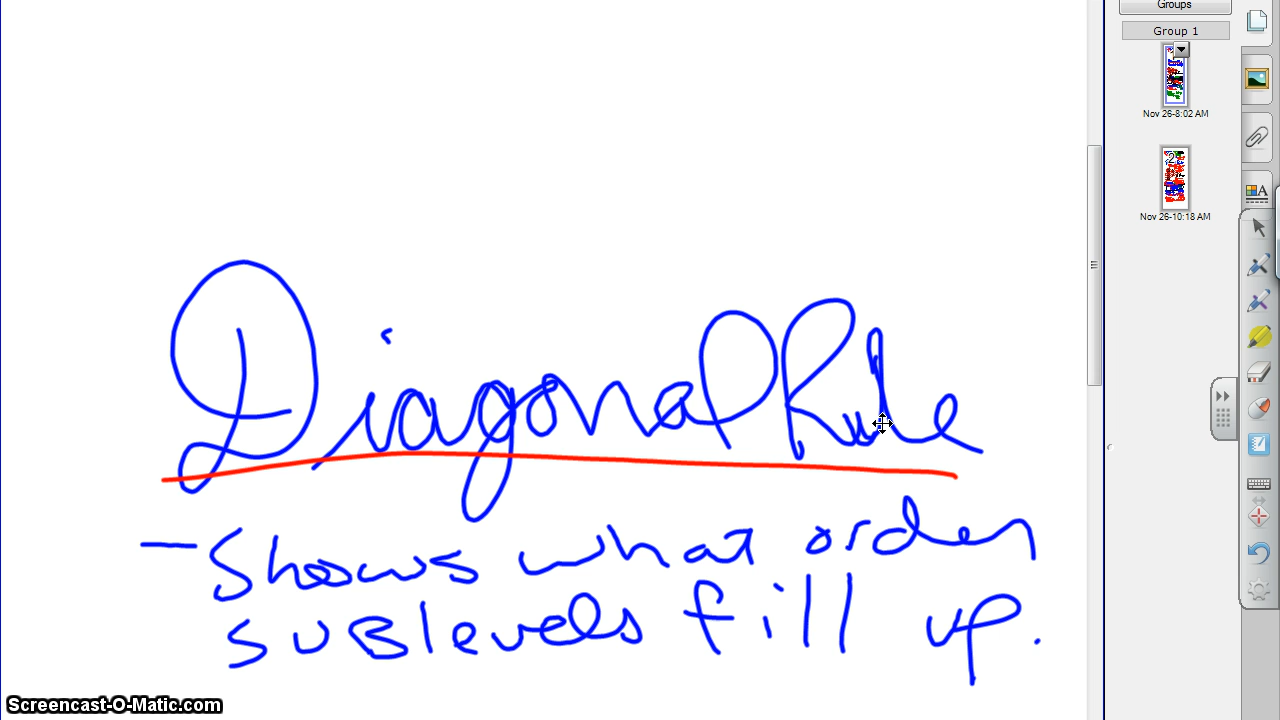 Groups
Group 1
Nov 26-8:02 AM
2
Nov 26-10:18 AM
Diagonal Rule
- Shows what order
sublevels fill up.
Screencast-O-Matic.com